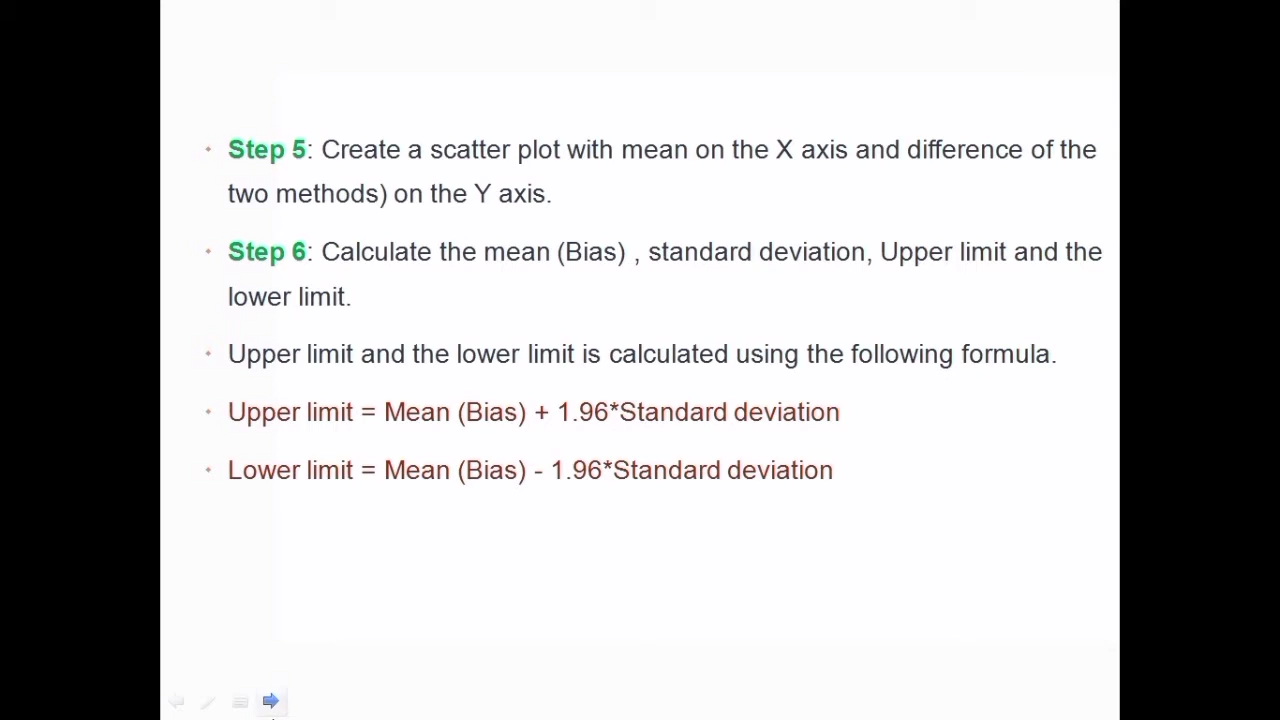 Step 5: Create a scatter plot with mean on the X axis and difference of the
two methods) on the Y axis.
Step 6: Calculate the mean (Bias) , standard deviation, Upper limit and the
lower limit.
Upper limit and the lower limit is calculated using the following formula.
Upper limit = Mean (Bias) + 1.96*Standard deviation
Lower limit = Mean (Bias) - 1.96*Standard deviation